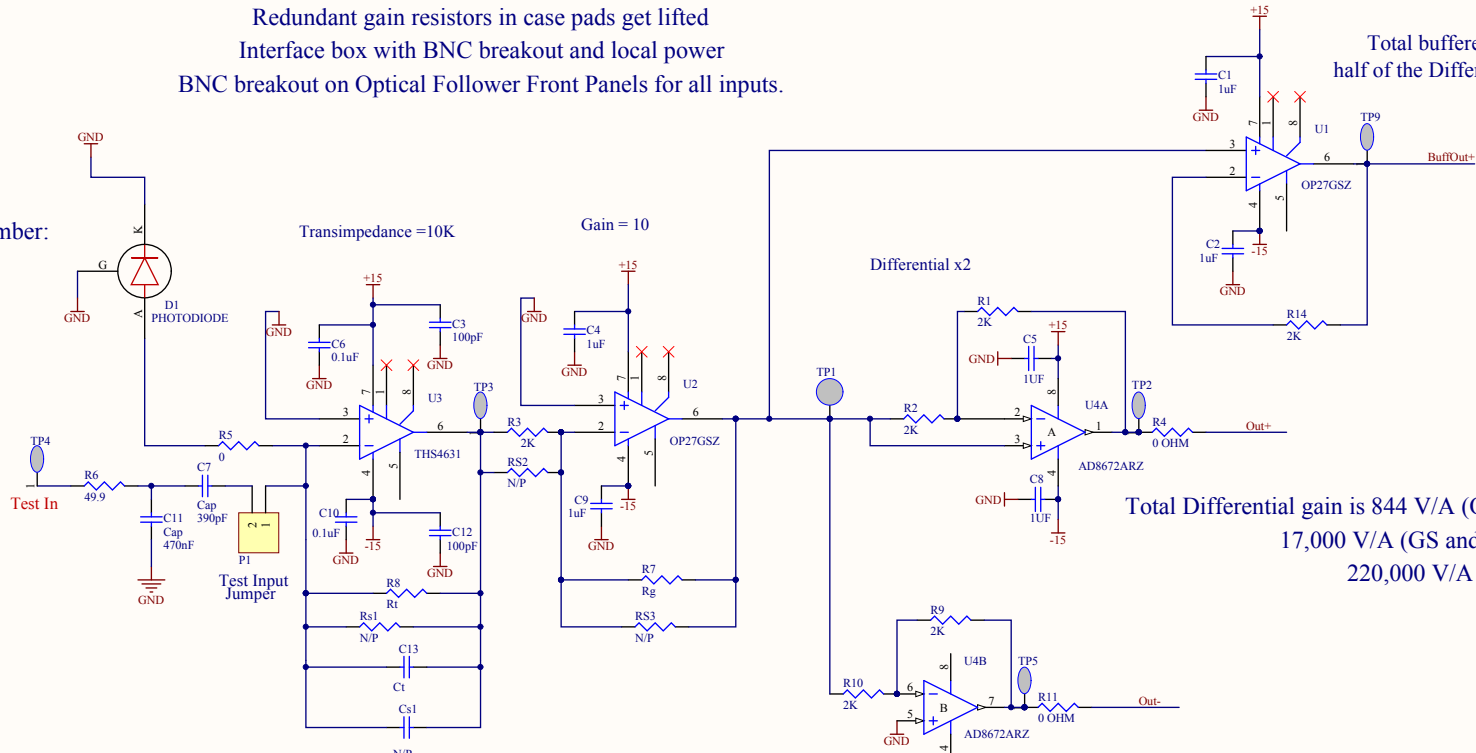 Redundant gain resistors in case pads get lifted
Interface box with BNC breakout and local power
BNC breakout on Optical Follower Front Panels for all inputs.
+15
Total buffere
half of the Differ
C1
1uF
GND
7
1
8
U1
TP9
3
2
6
BuffOut+
OP27GSZ
4
5
C2
1uF
-15
GND
R14
2K
GND
mber:
K
G
GND
A
D1
PHOTODIODE
Transimpedance =10K
Gain = 10
Differential x2
+15
GND
C6
0.1uF
GND
C3
100pF
GND
7
1
8
U3
3
2
6
THS4631
4
5
TP3
C10
0.1uF
GND
-15
C12
100pF
GND
R5
0
TP4
1
Test In
R6
49.9
C7
Cap
390pF
C11
Cap
470nF
GND
2
1
P1
Test Input
Jumper
R8
Rt
Rs1
N/P
C13
Ct
Cs1
N/P
+15
GND
C4
1uF
GND
7
1
8
U2
3
2
6
OP27GSZ
4
5
R3
2K
RS2
N/P
C9
1uF
GND
-15
R7
Rg
RS3
N/P
TP1
R1
2K
C5
1UF
GND
+15
8
U4A
TP2
R2
2K
2
3
A
1
R4
0 OHM
Out+
AD8672ARZ
4
C8
1UF
GND
-15
Total Differential gain is 844 V/A (
17,000 V/A (GS and
220,000 V/A
R9
2K
8
U4B
TP5
R10
2K
6
5
B
7
R11
0 OHM
Out-
GND
AD8672ARZ
4